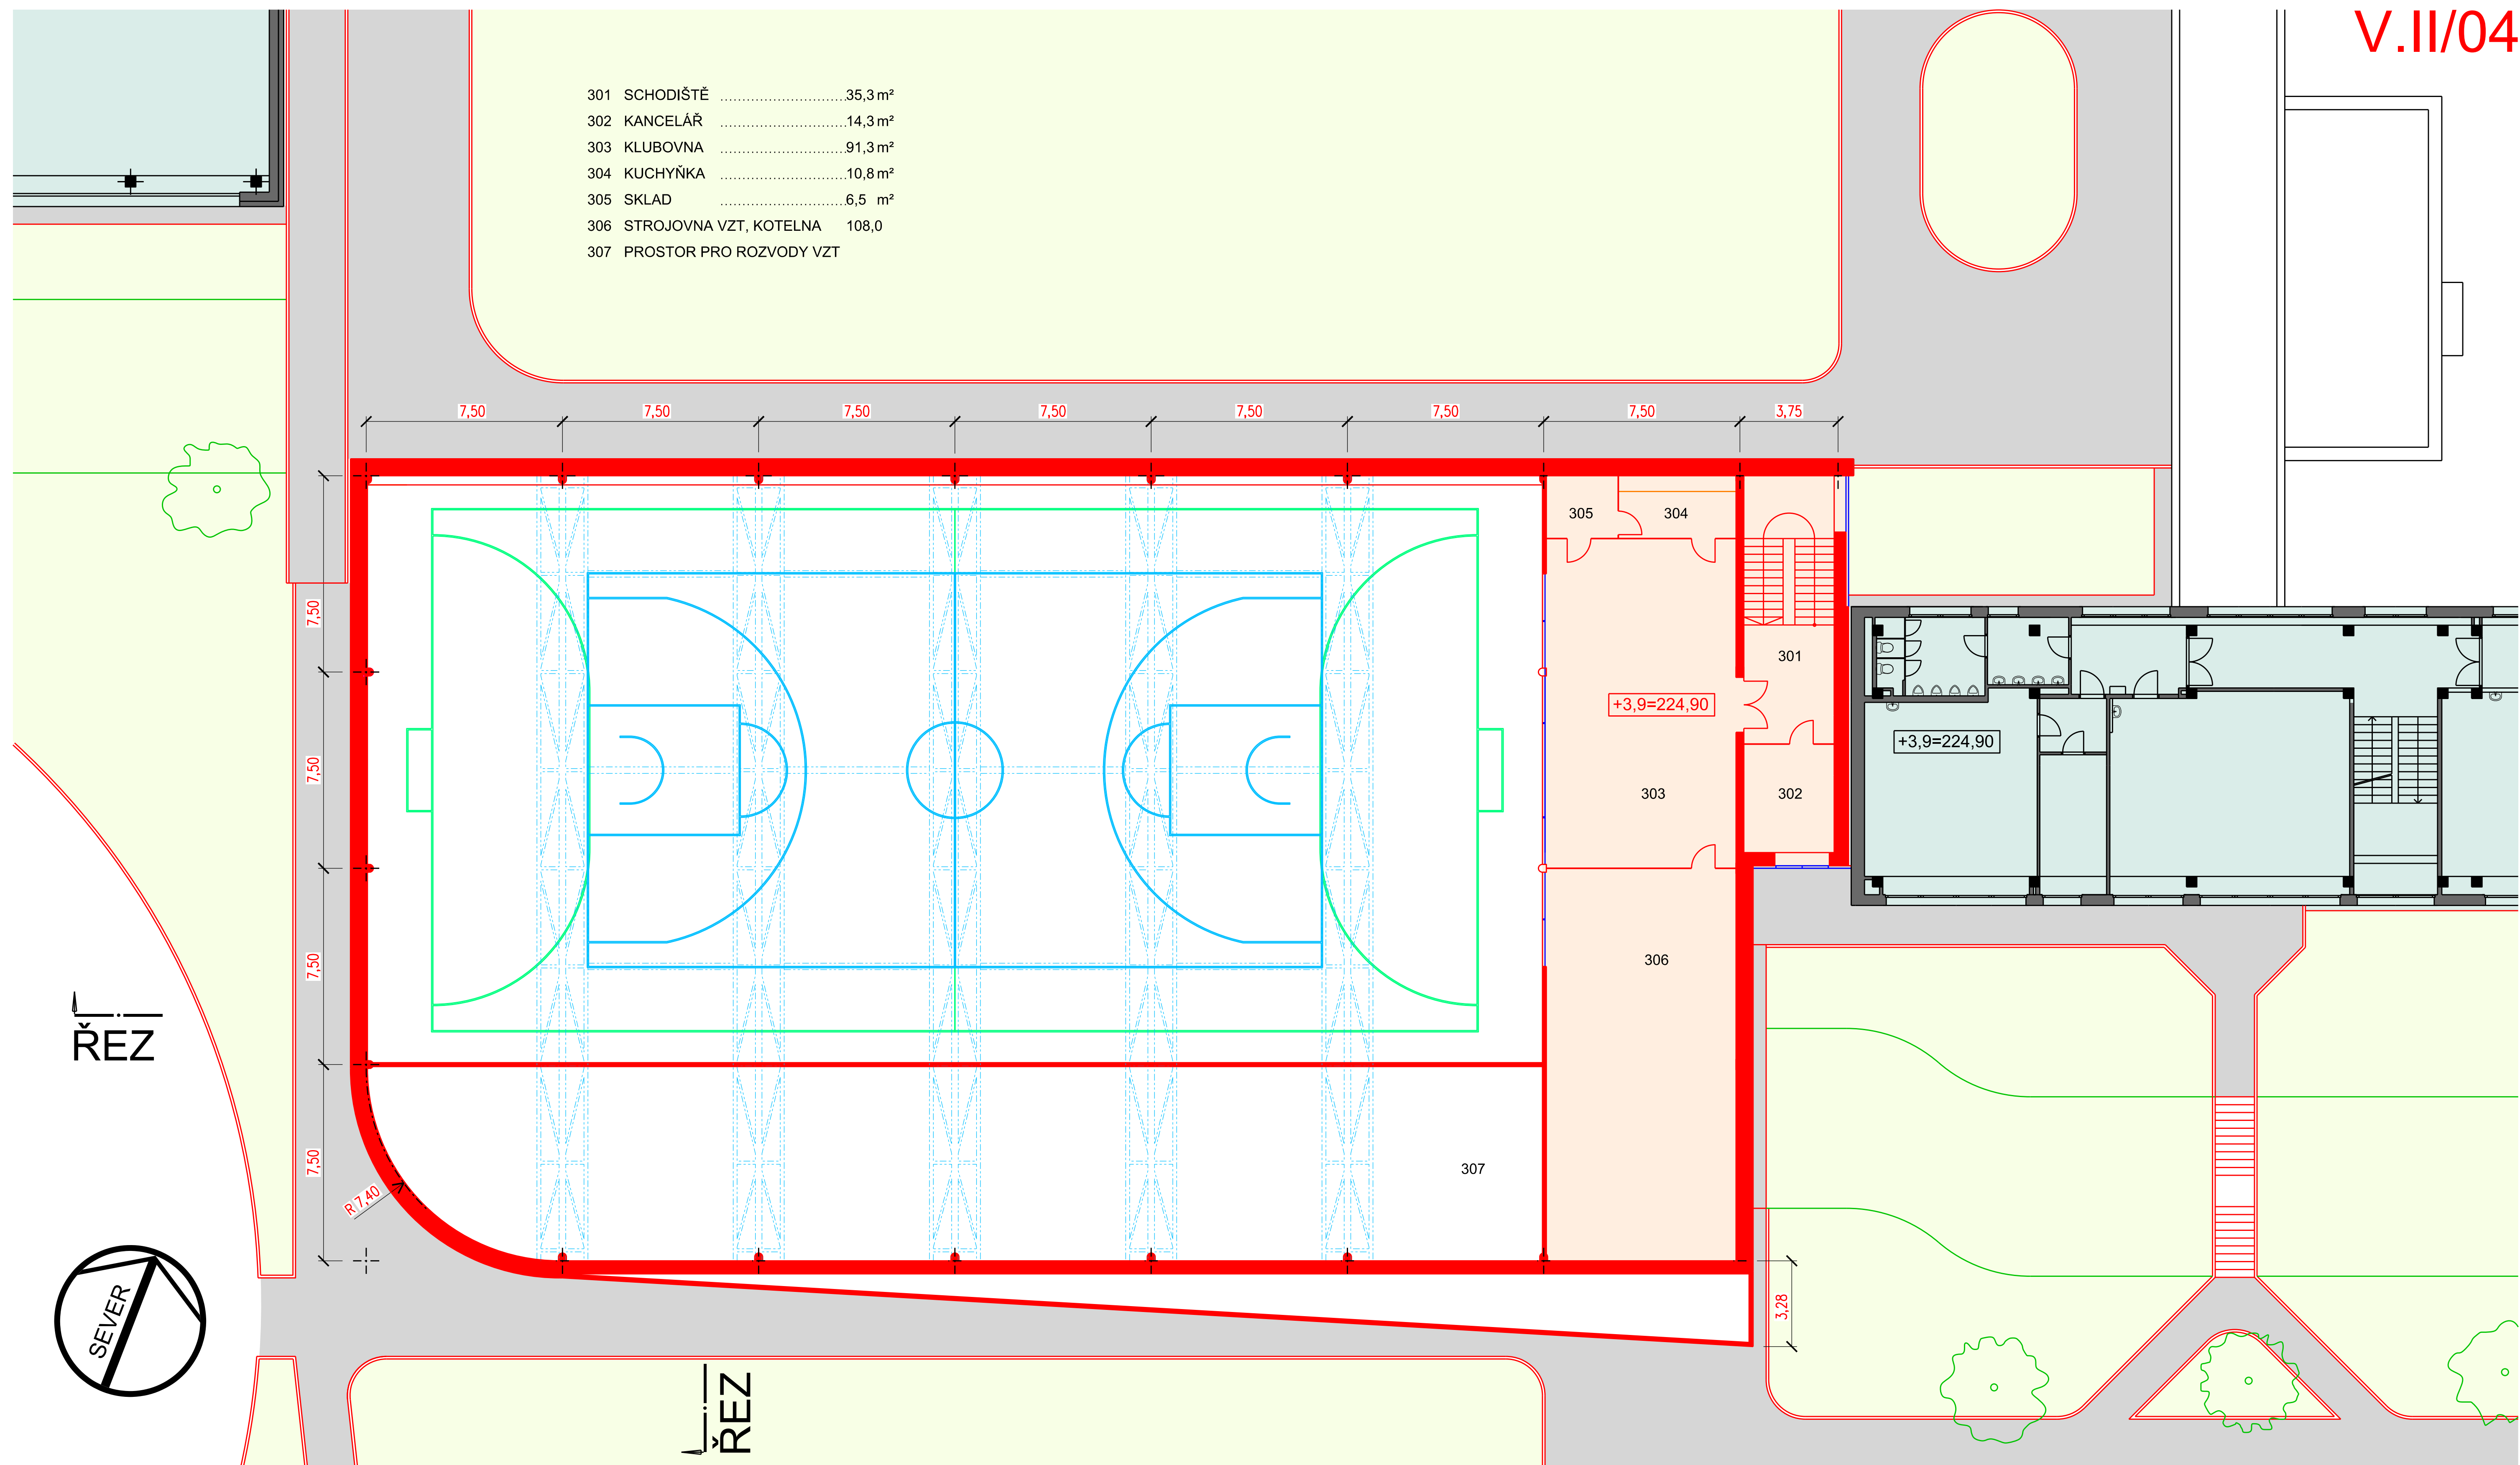 V.II/04
301 SCHODIŠTĚ ............................. 35,3 m²
302 KANCELÁŘ ............................. 14,3 m²
303 KLUBOVNA ............................. 91,3 m²
304 KUCHYŇKA ............................. 10,8 m²
305 SKLAD ............................. 6,5 m²
306 STROJOVNA VZT, KOTELNA 108,0
307 PROSTOR PRO ROZVODY VZT
7,50 7,50 7,50 7,50 7,50 7,50 7,50 3,75
305 304
7,50
301
+3,9=224,90
+3,9=224,90
7,50
303 302
306
7,50
ŘEZ
7,50
307
R 7,40
3,28
SEVER
ŘEZ